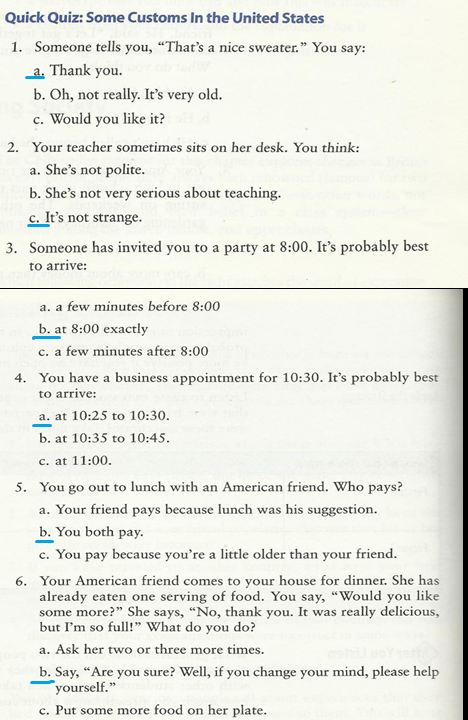 Quick Quiz: Some Customs In the United States
1. Someone tells you, “That’s a nice sweater.” You say:
a. Thank you.
b. Oh, not really. It’s very old.
c. Would you like it?
2. Your teacher sometimes sits on her desk. You think:
a. She’s not polite.
b. She’s not very serious about teaching.
c. It’s not strange.
3. Someone has invited you to a party at 8:00. It’s probably best
to arrive:
a. a few minutes before 8:00
b. at 8:00 exactly
c. a few minutes after 8:00
4. You have a business appointment for 10:30. It’s probably best
to arrive:
a. at 10:25 to 10:30.
b. at 10:35 to 10:45.
c. at 11:00.
5. You go out to lunch with an American friend. Who pays?
a. Your friend pays because lunch was his suggestion.
b. You both pay.
c. You pay because you’re a little older than your friend.
6. Your American friend comes to your house for dinner. She has
already eaten one serving of food. You say, “Would you like
some more?” She says, “No, thank you. It was really delicious,
but I’m so full!” What do you do?
a. Ask her two or three more times.
b. Say, “Are you sure? Well, if you change your mind, please help
yourself.”
c. Put some more food on her plate.